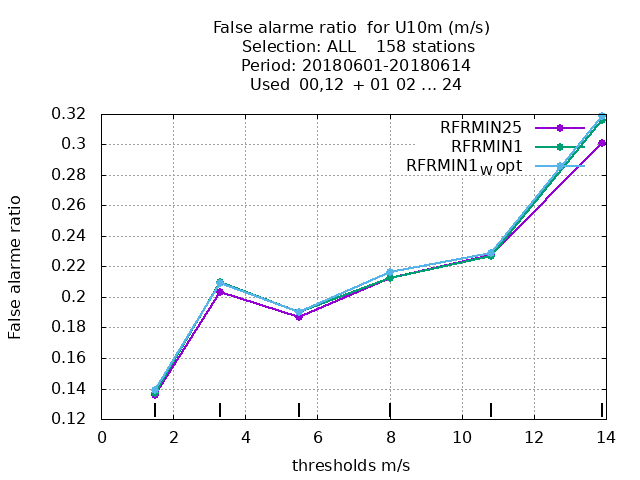 False alarme ratio for U10m (m/s)
Selection: ALL 158 stations
Period: 20180601-20180614
Used 00,12 + 01 02 ... 24
0.32
0.3
0.28
0.26
0.24
0.22
0.2
0.18
0.16
0.14
0.12
False alarme ratio
RFRMIN25
RFRMIN1
RFRMIN1W opt
0 2 4 6 8 10 12 14
thresholds m/s